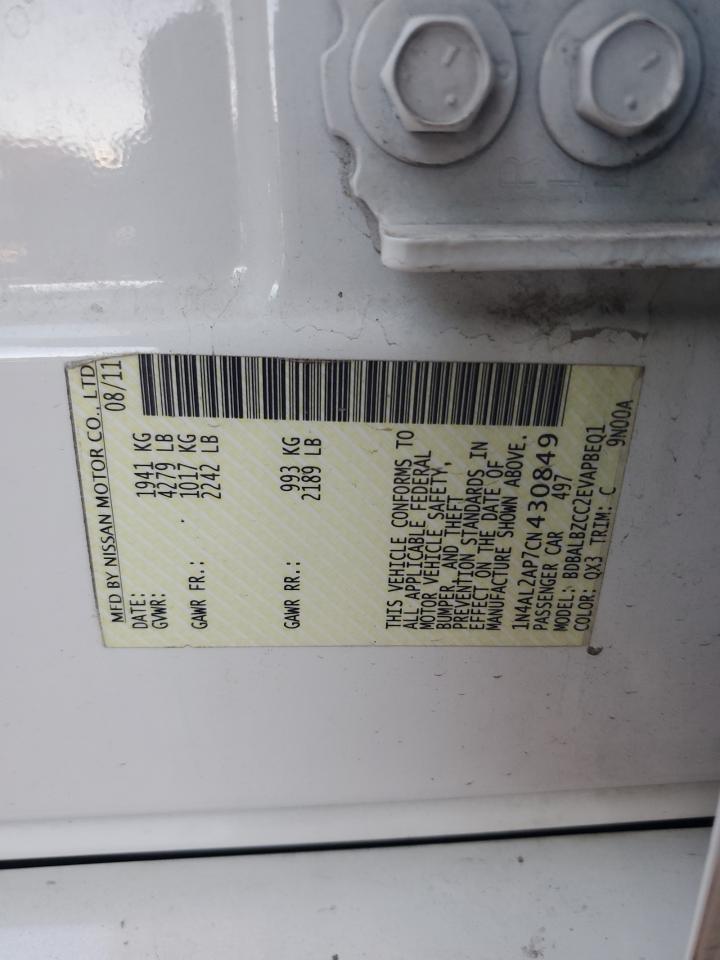 MFD BY NISSAN MOTOR CO., LTD
DATE: 08/11
GVWR: 1941 KG
4279 LB
GAWR FR.: 1017 KG
2242 LB
GAWR RR.: 993 KG
2189 LB
THIS VEHICLE CONFORMS TO
ALL APPLICABLE FEDERAL
MOTOR VEHICLE SAFETY,
BUMPER, AND THEFT
PREVENTION STANDARDS IN
EFFECT ON THE DATE OF
MANUFACTURE SHOWN ABOVE.
1N4AL2AP7CN430849
PASSENGER CAR 497
MODEL: BDBALBZCC2EVAPBEQ1
COLOR: QX3 TRIM: C 9N00A